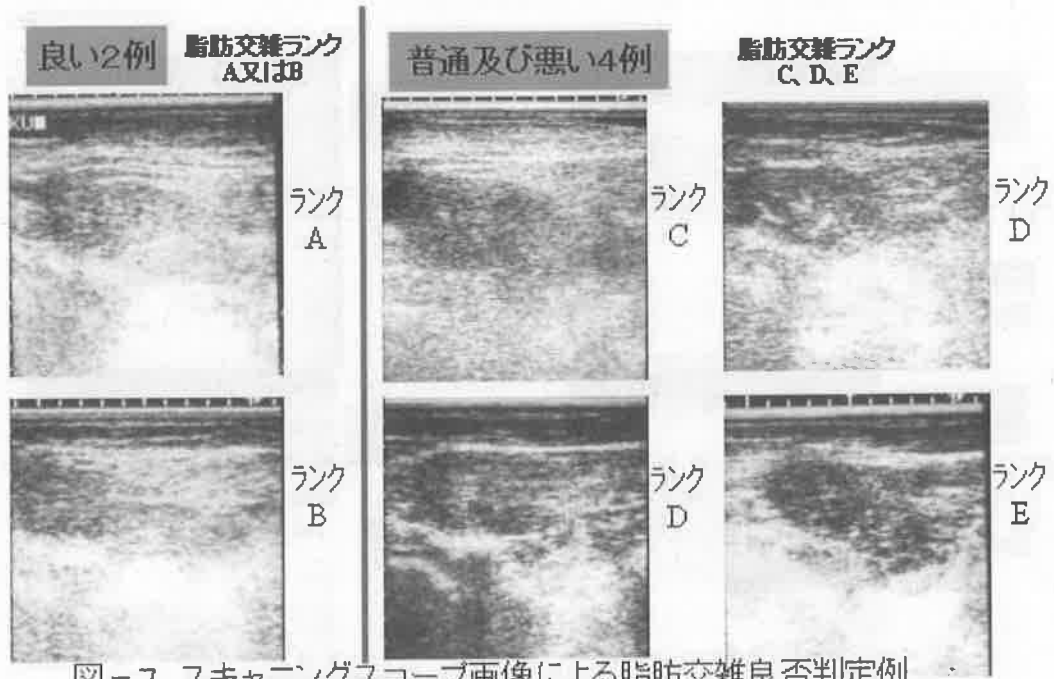 良い2例
脂肪交雑ランク
A又はB
普通及び悪い4例
脂肪交雑ランク
C、D、E
ランク
A
ランク
C
ランク
D
ランク
B
ランク
D
ランク
E
図-7 スキャニングスコープ画像による脂肪交雑良否判定例